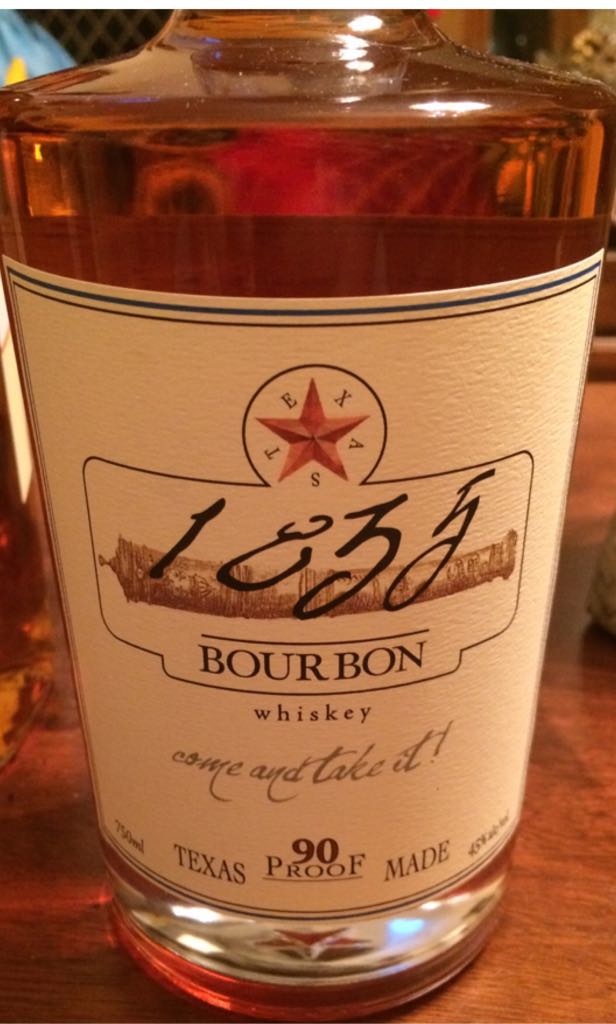 TEXAS
1835
BOURBON
whiskey
come and take it!
750ml
TEXAS 90 PROOF MADE
45% alc/vol